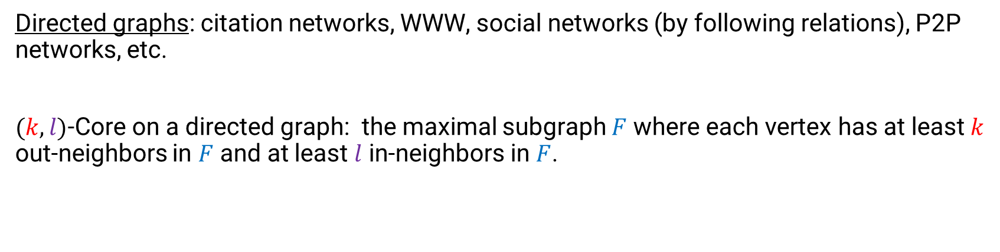 Directed graphs: citation networks, WWW, social networks (by following relations), P2P
networks, etc.
(k, l)-Core on a directed graph: the maximal subgraph F where each vertex has at least k
out-neighbors in F and at least l in-neighbors in F.